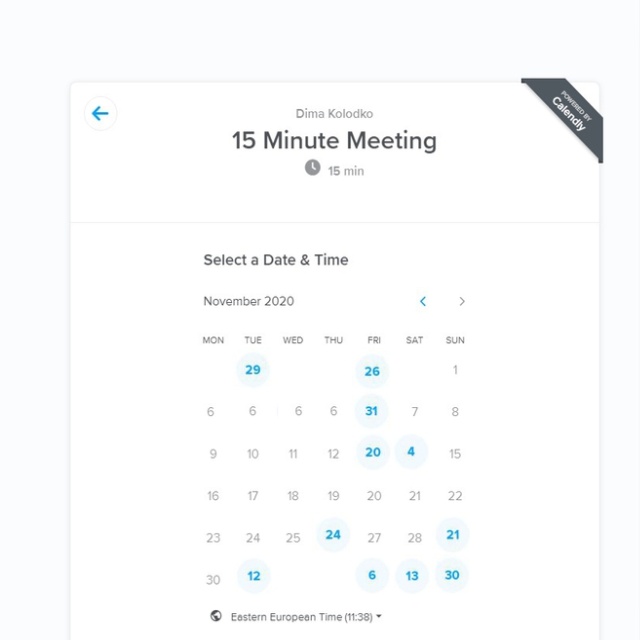 POWERED BY
Calendly
Dima Kolodko
15 Minute Meeting
15 min
Select a Date & Time
November 2020
MON TUE WED THU FRI SAT SUN
29 26 1
6 6 6 6 31 7 8
9 10 11 12 20 4 15
16 17 18 19 20 21 22
23 24 25 24 27 28 21
30 12 6 13 30
Eastern European Time (11:38)